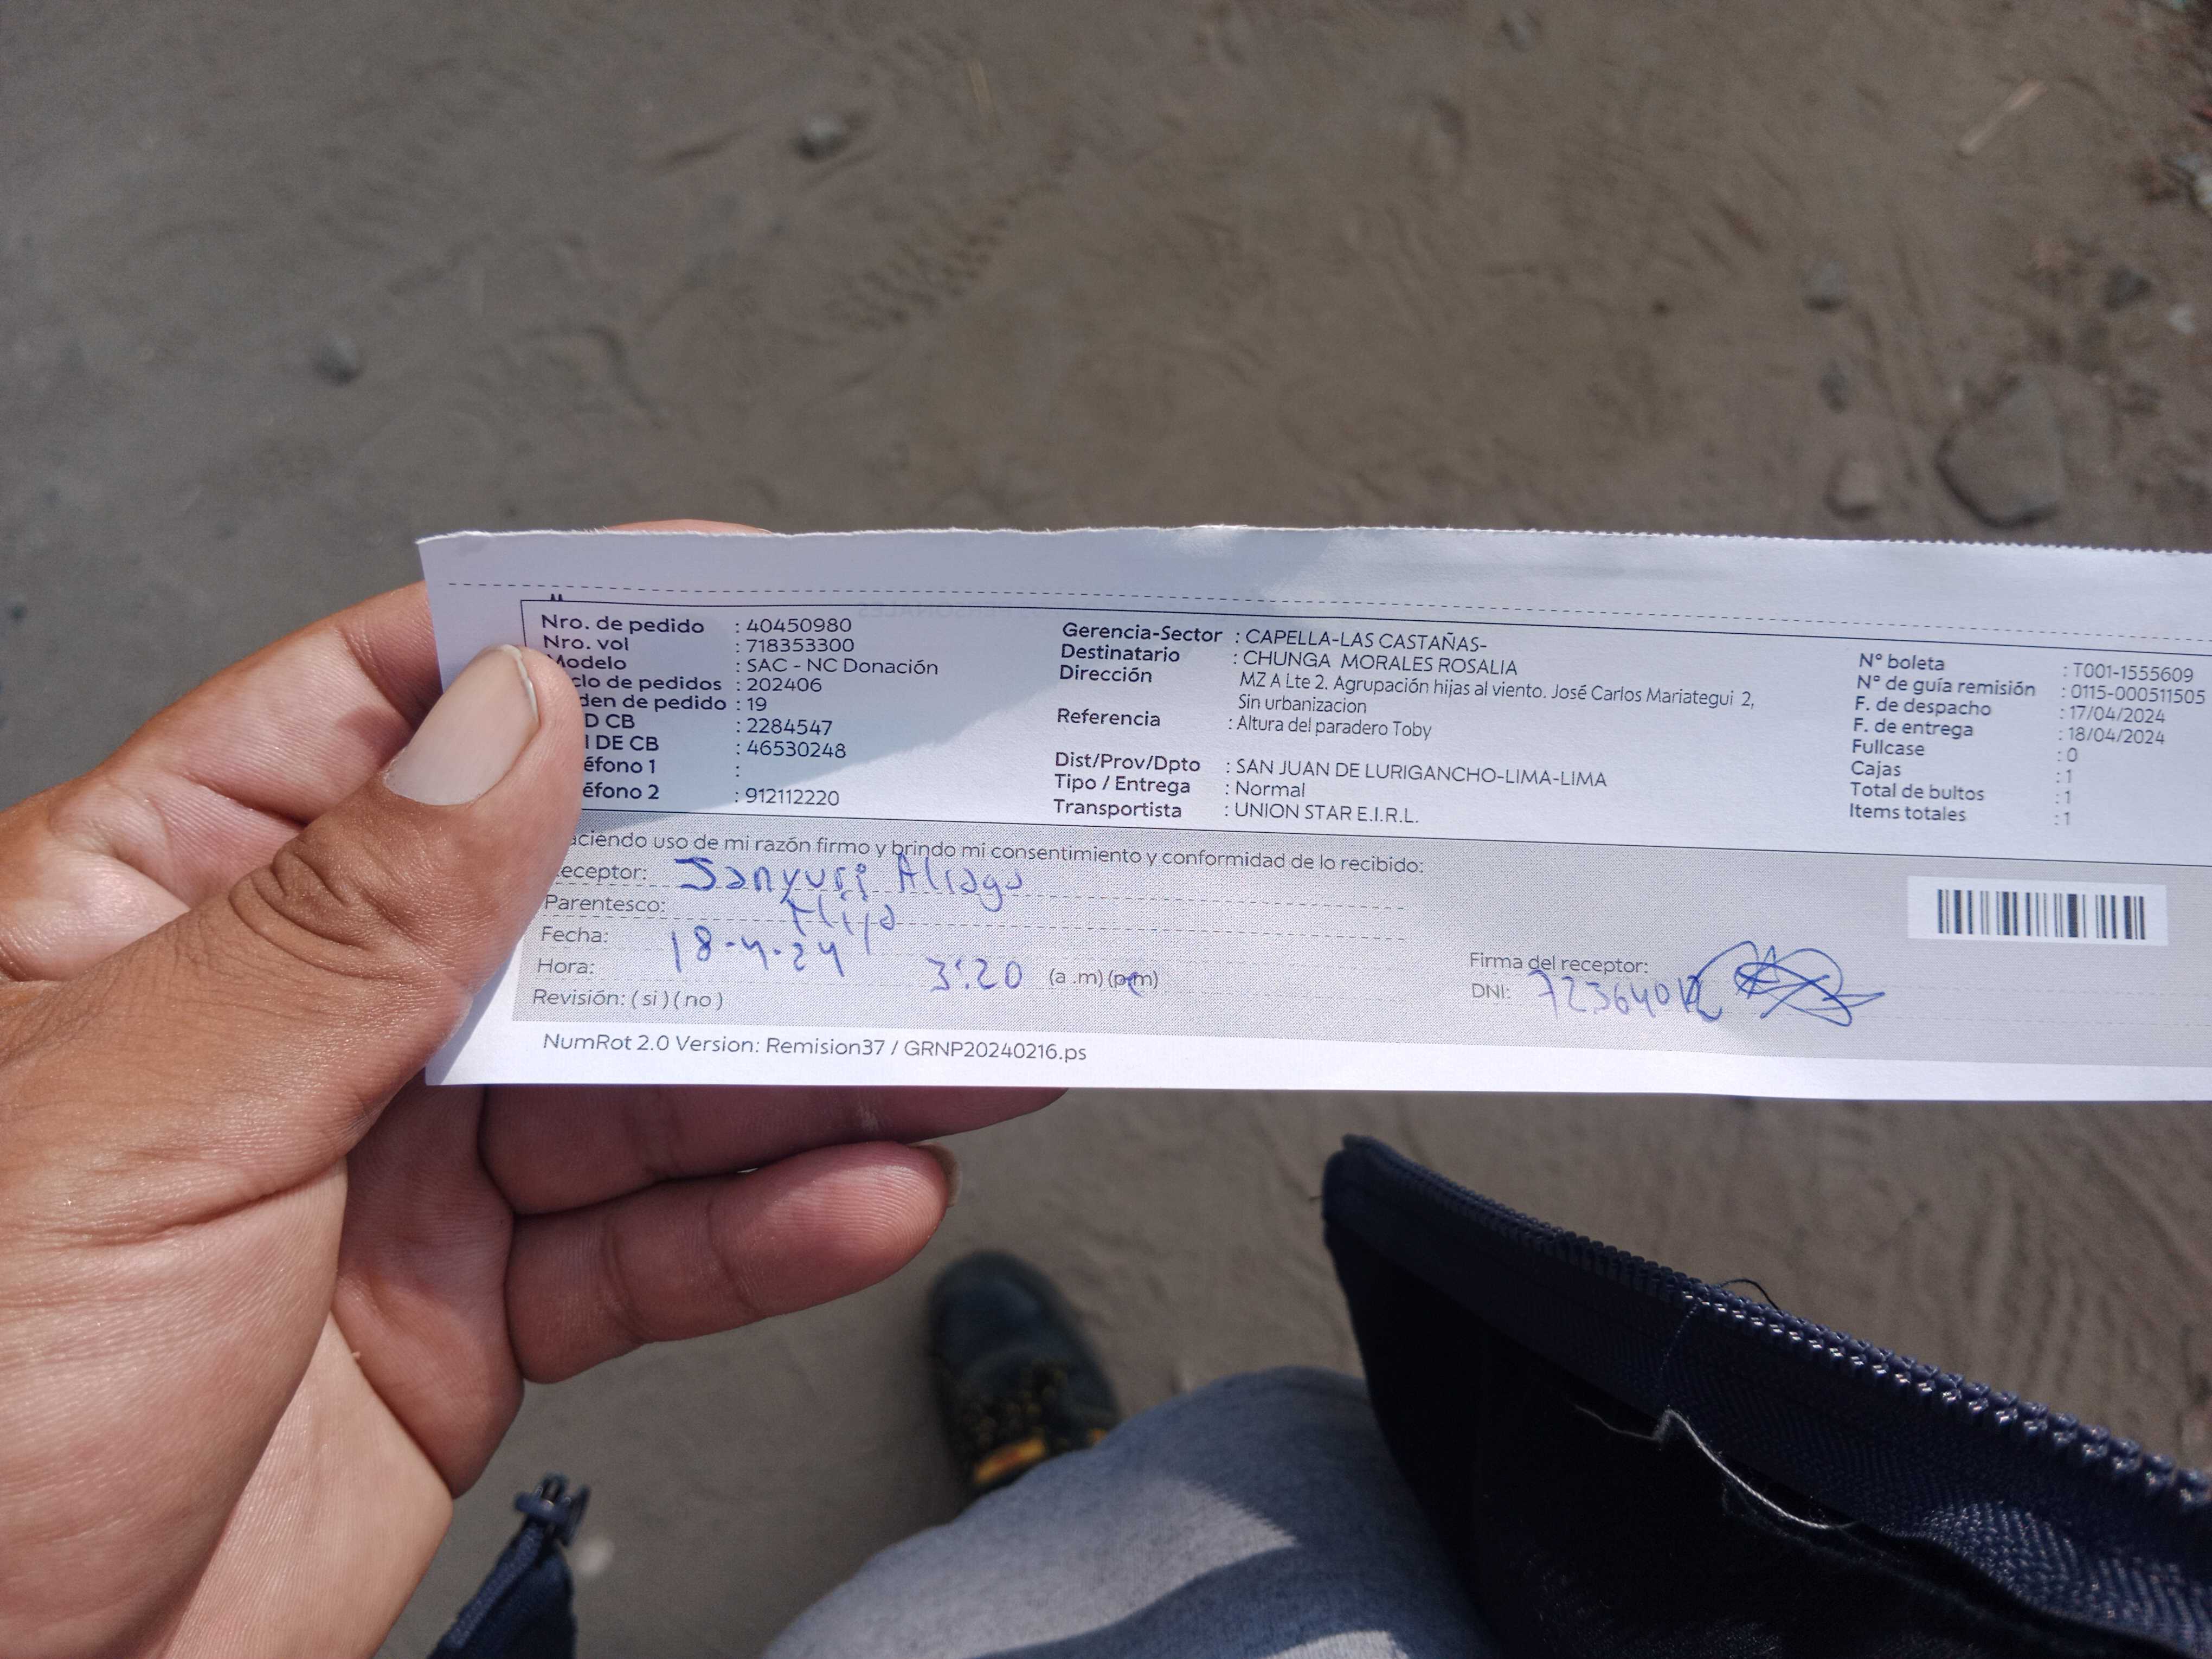 Nro. de pedido : 40450980
Nro. vol : 718353300
Modelo : SAC - NC Donación
clo de pedidos : 202406
den de pedido : 19
D CB : 2284547
I DE CB : 46530248
éfono 1 :
éfono 2 : 912112220
Gerencia-Sector : CAPELLA-LAS CASTAÑAS-
Destinatario : CHUNGA MORALES ROSALIA
Dirección MZ A Lte 2. Agrupación hijas al viento. José Carlos Mariategui 2,
Sin urbanizacion
Referencia : Altura del paradero Toby
Dist/Prov/Dpto : SAN JUAN DE LURIGANCHO-LIMA-LIMA
Tipo / Entrega : Normal
Transportista : UNION STAR E.I.R.L.
N° boleta : T001-1555609
N° de guía remisión : 0115-000511505
F. de despacho : 17/04/2024
F. de entrega : 18/04/2024
Fullcase : 0
Cajas : 1
Total de bultos : 1
Items totales : 1
aciendo uso de mi razón firmo y brindo mi consentimiento y conformidad de lo recibido:
eceptor: Janyuri Aliaga
Parentesco: Hija
Fecha: 18-4-24
Hora: 3:20 (a .m) (p.m)
Revisión: ( si ) ( no )
Firma del receptor:
DNI:
NumRot 2.0 Version: Remision37 / GRNP20240216.ps